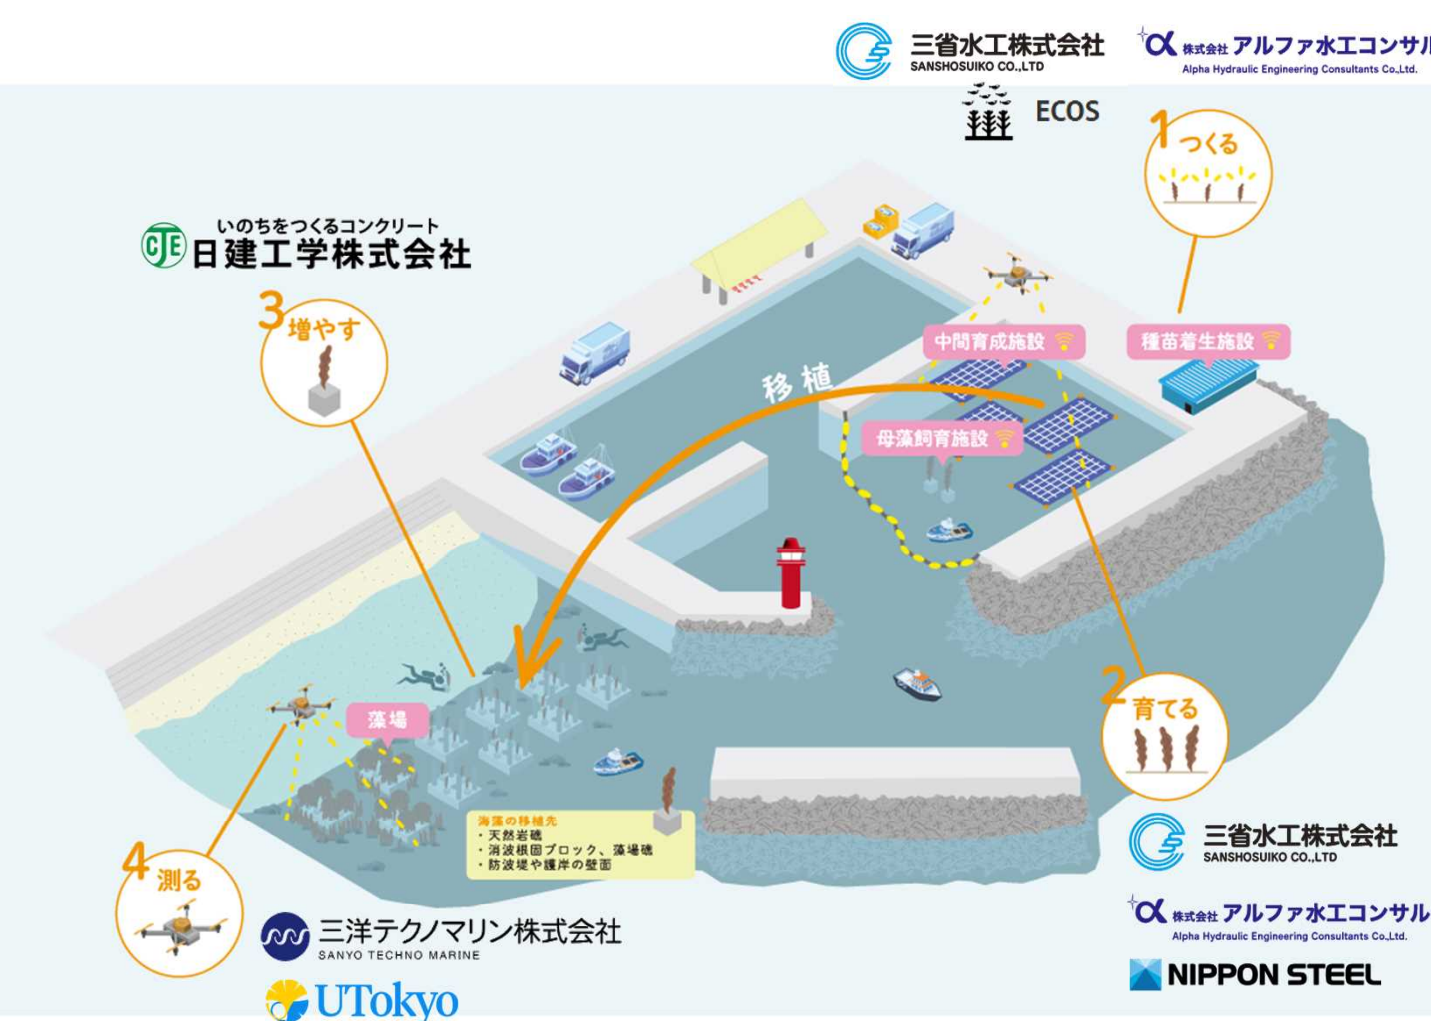 三省水工株式会社
SANSHOSUIKO CO.,LTD
α 株式会社 アルファ水工コンサル
Alpha Hydraulic Engineering Consultants Co.,Ltd.
ECOS
1 つくる
いのちをつくるコンクリート
CJE 日建工学株式会社
3 増やす
中間育成施設
種苗着生施設
移植
母藻飼育施設
藻場
2 育てる
海藻の移植先
・天然岩礁
・消波根固ブロック、藻場礁
・防波堤や護岸の壁面
4 測る
三洋テクノマリン株式会社
SANYO TECHNO MARINE
UTokyo
三省水工株式会社
SANSHOSUIKO CO.,LTD
α 株式会社 アルファ水工コンサル
Alpha Hydraulic Engineering Consultants Co.,Ltd.
NIPPON STEEL